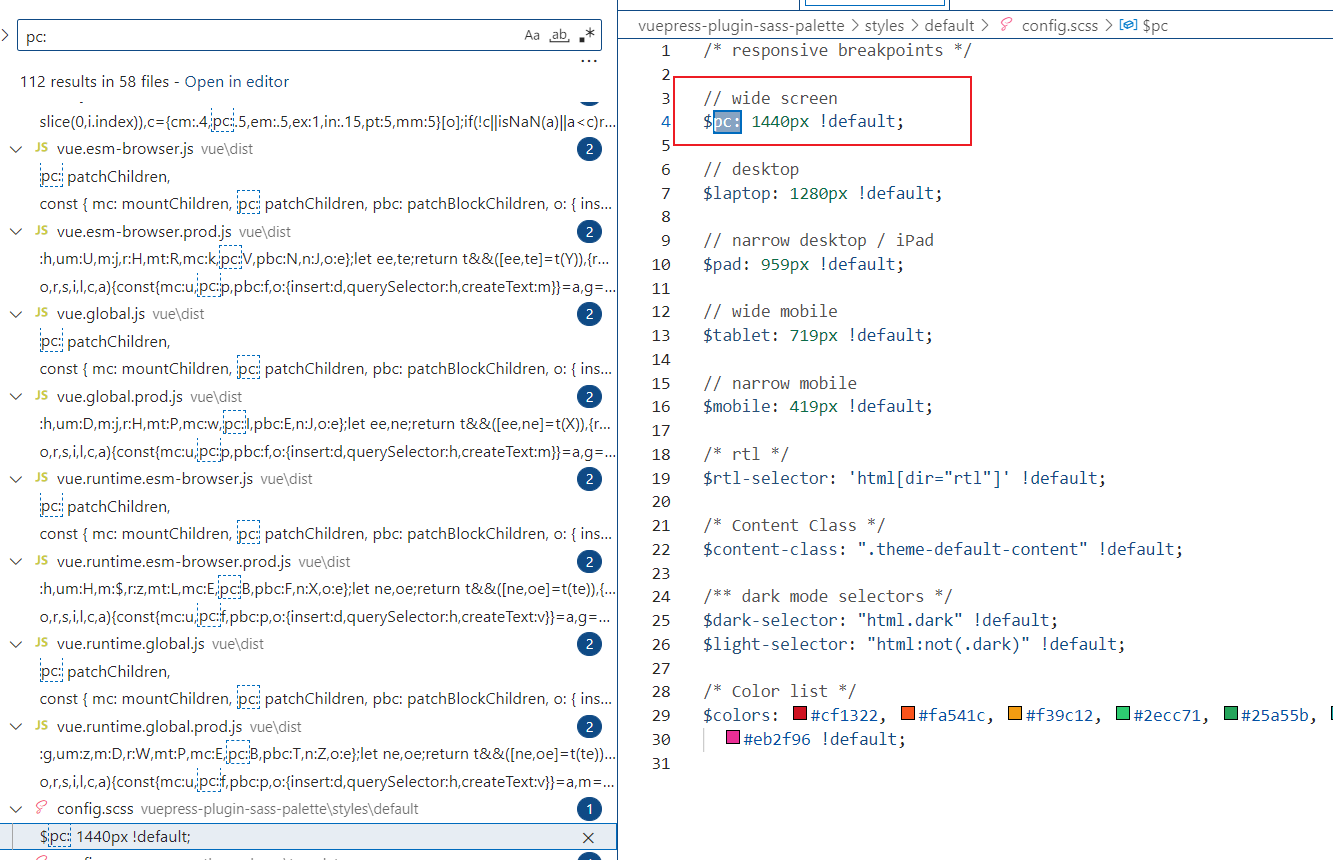 pc:
Aa ab .*
...
112 results in 58 files - Open in editor
slice(0,i.index)),c={cm:.4,pc:.5,em:.5,ex:1,in:.15,pt:5,mm:5}[o];if(!c||isNaN(a)||a<c)r...
JS vue.esm-browser.js vue\dist 2
pc: patchChildren,
const { mc: mountChildren, pc: patchChildren, pbc: patchBlockChildren, o: { ins...
JS vue.esm-browser.prod.js vue\dist 2
:h,um:U,m:j,r:H,mt:R,mc:k,pc:V,pbc:N,n:J,o:e};let ee,te;return t&&([ee,te]=t(Y)),{r...
o,r,s,i,l,c,a){const{mc:u,pc:p,pbc:f,o:{insert:d,querySelector:h,createText:m}}=a,g=...
JS vue.global.js vue\dist 2
pc: patchChildren,
const { mc: mountChildren, pc: patchChildren, pbc: patchBlockChildren, o: { ins...
JS vue.global.prod.js vue\dist 2
:h,um:D,m:j,r:H,mt:P,mc:w,pc:I,pbc:E,n:J,o:e};let ee,ne;return t&&([ee,ne]=t(X)),{r...
o,r,s,i,l,c,a){const{mc:u,pc:p,pbc:f,o:{insert:d,querySelector:h,createText:m}}=a,g=...
JS vue.runtime.esm-browser.js vue\dist 2
pc: patchChildren,
const { mc: mountChildren, pc: patchChildren, pbc: patchBlockChildren, o: { ins...
JS vue.runtime.esm-browser.prod.js vue\dist 2
:h,um:H,m:$,r:z,mt:L,mc:E,pc:B,pbc:F,n:X,o:e};let ne,oe;return t&&([ne,oe]=t(te)),{...
o,r,s,i,l,c,a){const{mc:u,pc:f,pbc:p,o:{insert:d,querySelector:h,createText:v}}=a,g=...
JS vue.runtime.global.js vue\dist 2
pc: patchChildren,
const { mc: mountChildren, pc: patchChildren, pbc: patchBlockChildren, o: { ins...
JS vue.runtime.global.prod.js vue\dist 2
:g,um:z,m:D,r:W,mt:P,mc:E,pc:B,pbc:T,n:Z,o:e};let ne,oe;return t&&([ne,oe]=t(te))...
o,r,s,i,l,c,a){const{mc:u,pc:f,pbc:p,o:{insert:d,querySelector:h,createText:v}}=a,m=...
config.scss vuepress-plugin-sass-palette\styles\default 1
$pc: 1440px !default;
vuepress-plugin-sass-palette > styles > default > config.scss > $pc
1 /* responsive breakpoints */
2
3 // wide screen
4 $pc: 1440px !default;
5
6 // desktop
7 $laptop: 1280px !default;
8
9 // narrow desktop / iPad
10 $pad: 959px !default;
11
12 // wide mobile
13 $tablet: 719px !default;
14
15 // narrow mobile
16 $mobile: 419px !default;
17
18 /* rtl */
19 $rtl-selector: 'html[dir="rtl"]' !default;
20
21 /* Content Class */
22 $content-class: ".theme-default-content" !default;
23
24 /** dark mode selectors */
25 $dark-selector: "html.dark" !default;
26 $light-selector: "html:not(.dark)" !default;
27
28 /* Color list */
29 $colors: #cf1322, #fa541c, #f39c12, #2ecc71, #25a55b,
30 #eb2f96 !default;
31